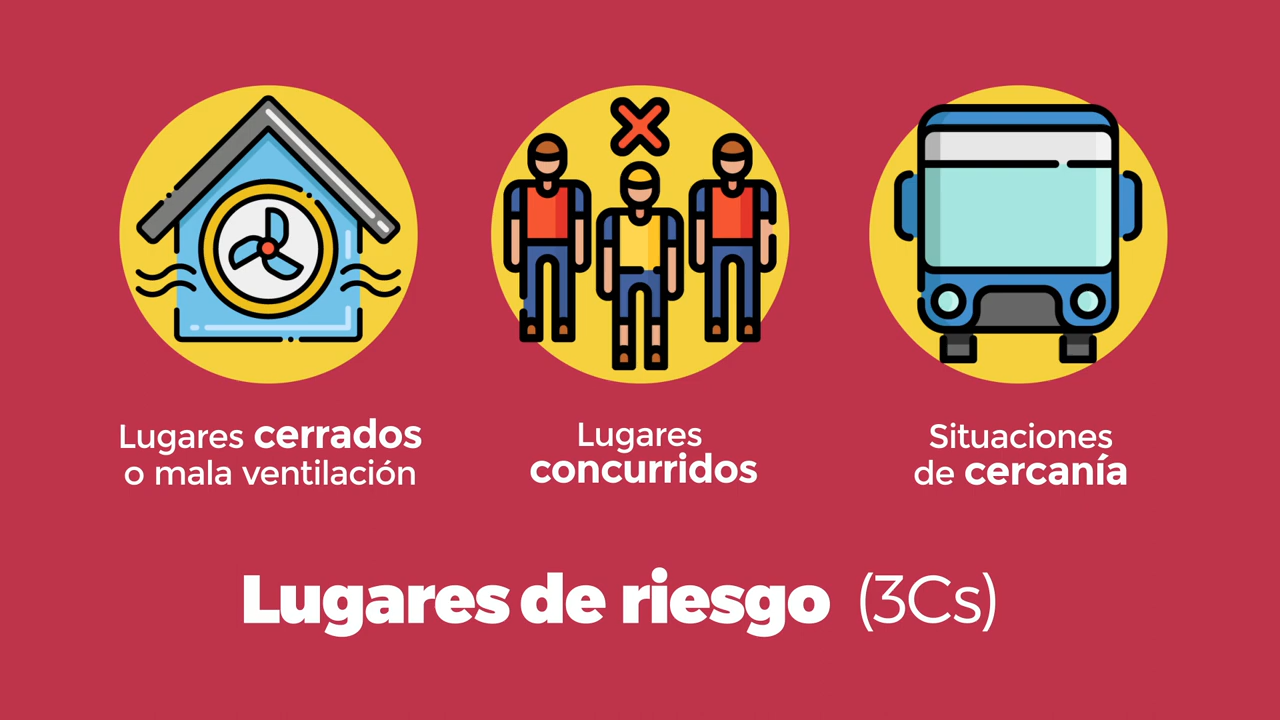 Lugares cerrados
o mala ventilación
Lugares
concurridos
Situaciones
de cercanía
Lugares de riesgo (3Cs)